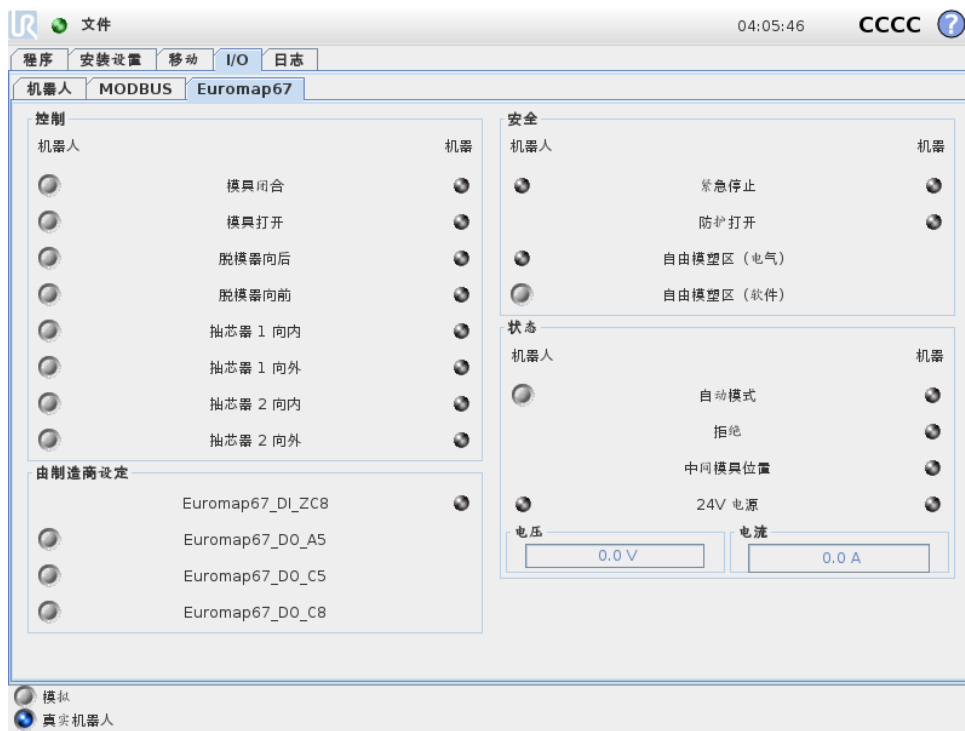 UR 文件 04:05:46 CCCC ?
程序 安装设置 移动 I/O 日志
机器人 MODBUS Euromap67
控制
机器人 机器
模具闭合
模具打开
脱模器向后
脱模器向前
抽芯器 1 向内
抽芯器 1 向外
抽芯器 2 向内
抽芯器 2 向外
由制造商设定
Euromap67_DI_ZC8
Euromap67_DO_A5
Euromap67_DO_C5
Euromap67_DO_C8
安全
机器人 机器
紧急停止
防护打开
自由模塑区（电气）
自由模塑区（软件）
状态
机器人 机器
自动模式
拒绝
中间模具位置
24V 电源
电压 电流
0.0 V 0.0 A
模拟
真实机器人